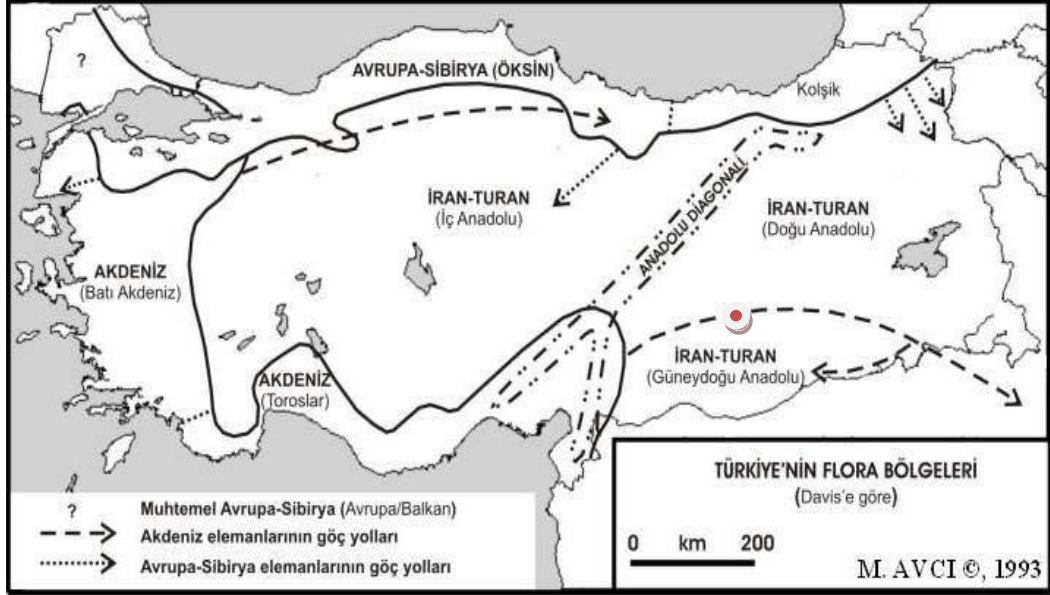 ?
AVRUPA-SİBİRYA (ÖKSİN)
Kolşik
ANADOLU DİAGONALİ
İRAN-TURAN
(İç Anadolu)
İRAN-TURAN
(Doğu Anadolu)
AKDENİZ
(Batı Akdeniz)
AKDENİZ
(Toroslar)
İRAN-TURAN
(Güneydoğu Anadolu)
? Muhtemel Avrupa-Sibirya (Avrupa/Balkan)
Akdeniz elemanlarının göç yolları
Avrupa-Sibirya elemanlarının göç yolları
TÜRKİYE'NİN FLORA BÖLGELERİ
(Davis'e göre)
0 km 200
M. AVCI ©, 1993